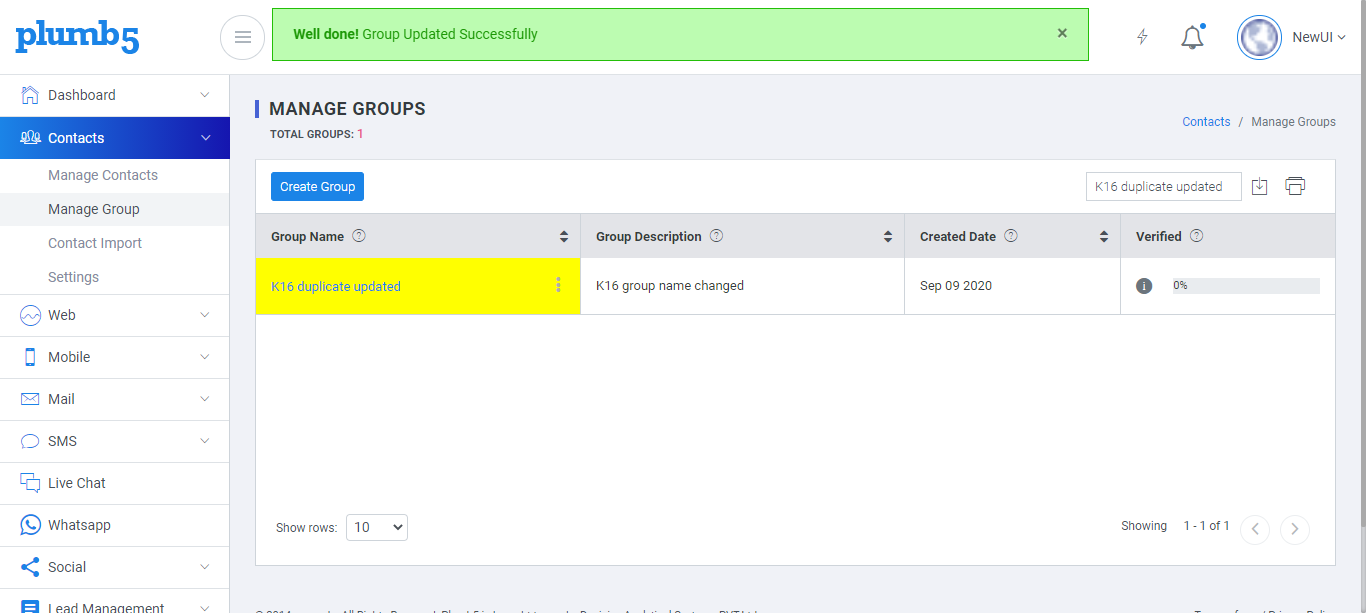 plumb5
Well done! Group Updated Successfully
×
NewUI
Dashboard
Contacts
Manage Contacts
Manage Group
Contact Import
Settings
Web
Mobile
Mail
SMS
Live Chat
Whatsapp
Social
Lead Management
MANAGE GROUPS
TOTAL GROUPS: 1
Contacts / Manage Groups
Create Group
K16 duplicate updated
Group Name ?
Group Description ?
Created Date ?
Verified ?
K16 duplicate updated
K16 group name changed
Sep 09 2020
i
0%
Show rows: 10
Showing 1 - 1 of 1